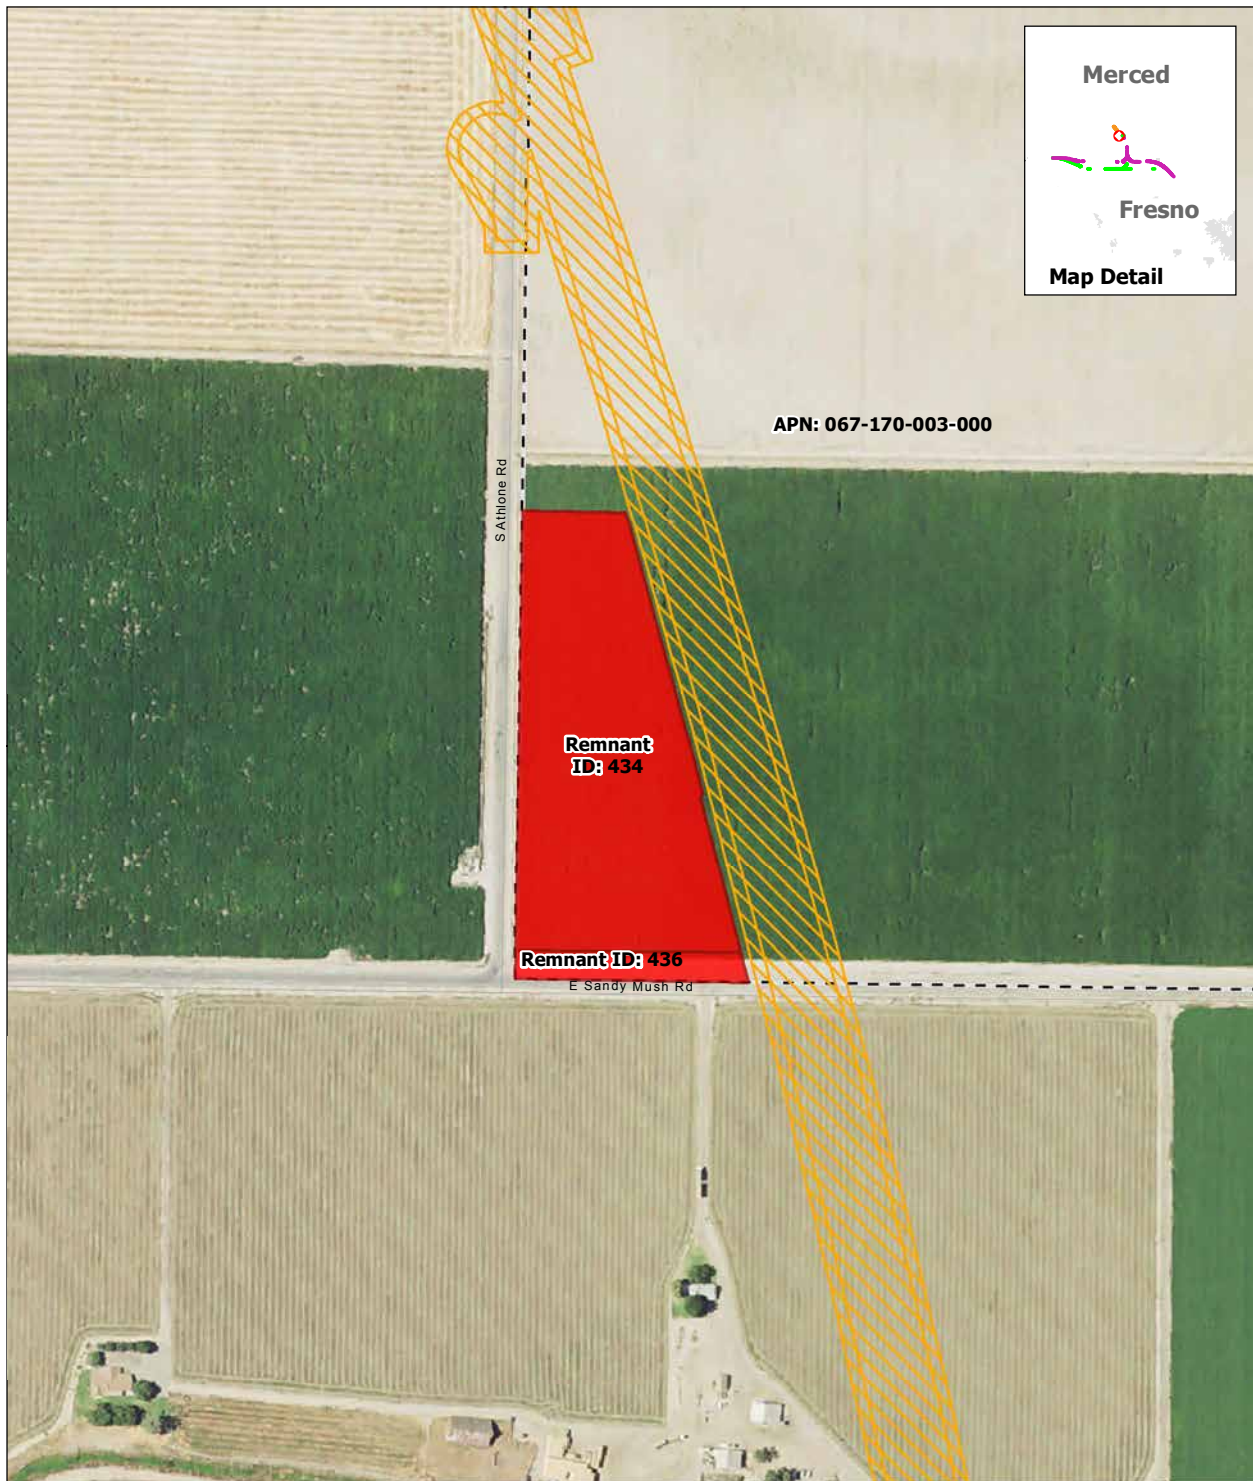 Merced
Fresno
Map Detail
APN: 067-170-003-000
S Athlone Rd
Remnant
ID: 434
Remnant ID: 436
E Sandy Mush Rd